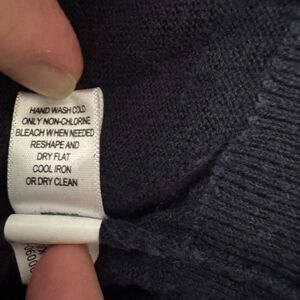 HAND WASH COLD
ONLY NON-CHLORINE
BLEACH WHEN NEEDED
RESHAPE AND
DRY FLAT
COOL IRON
OR DRY CLEAN